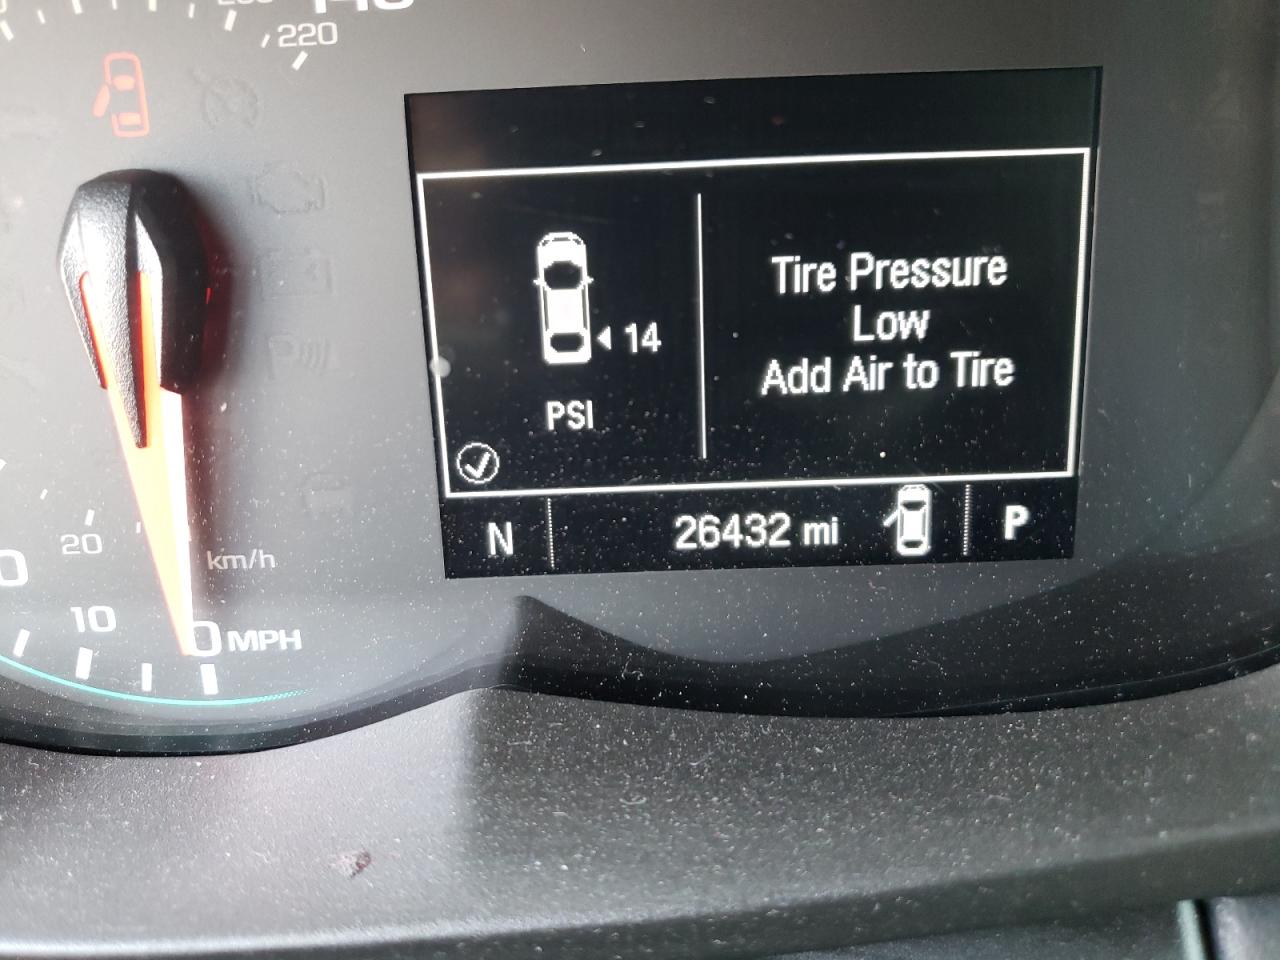 220
Tire Pressure
Low
Add Air to Tire
14
PSI
N
26432 mi
P
20
km/h
10
0 MPH